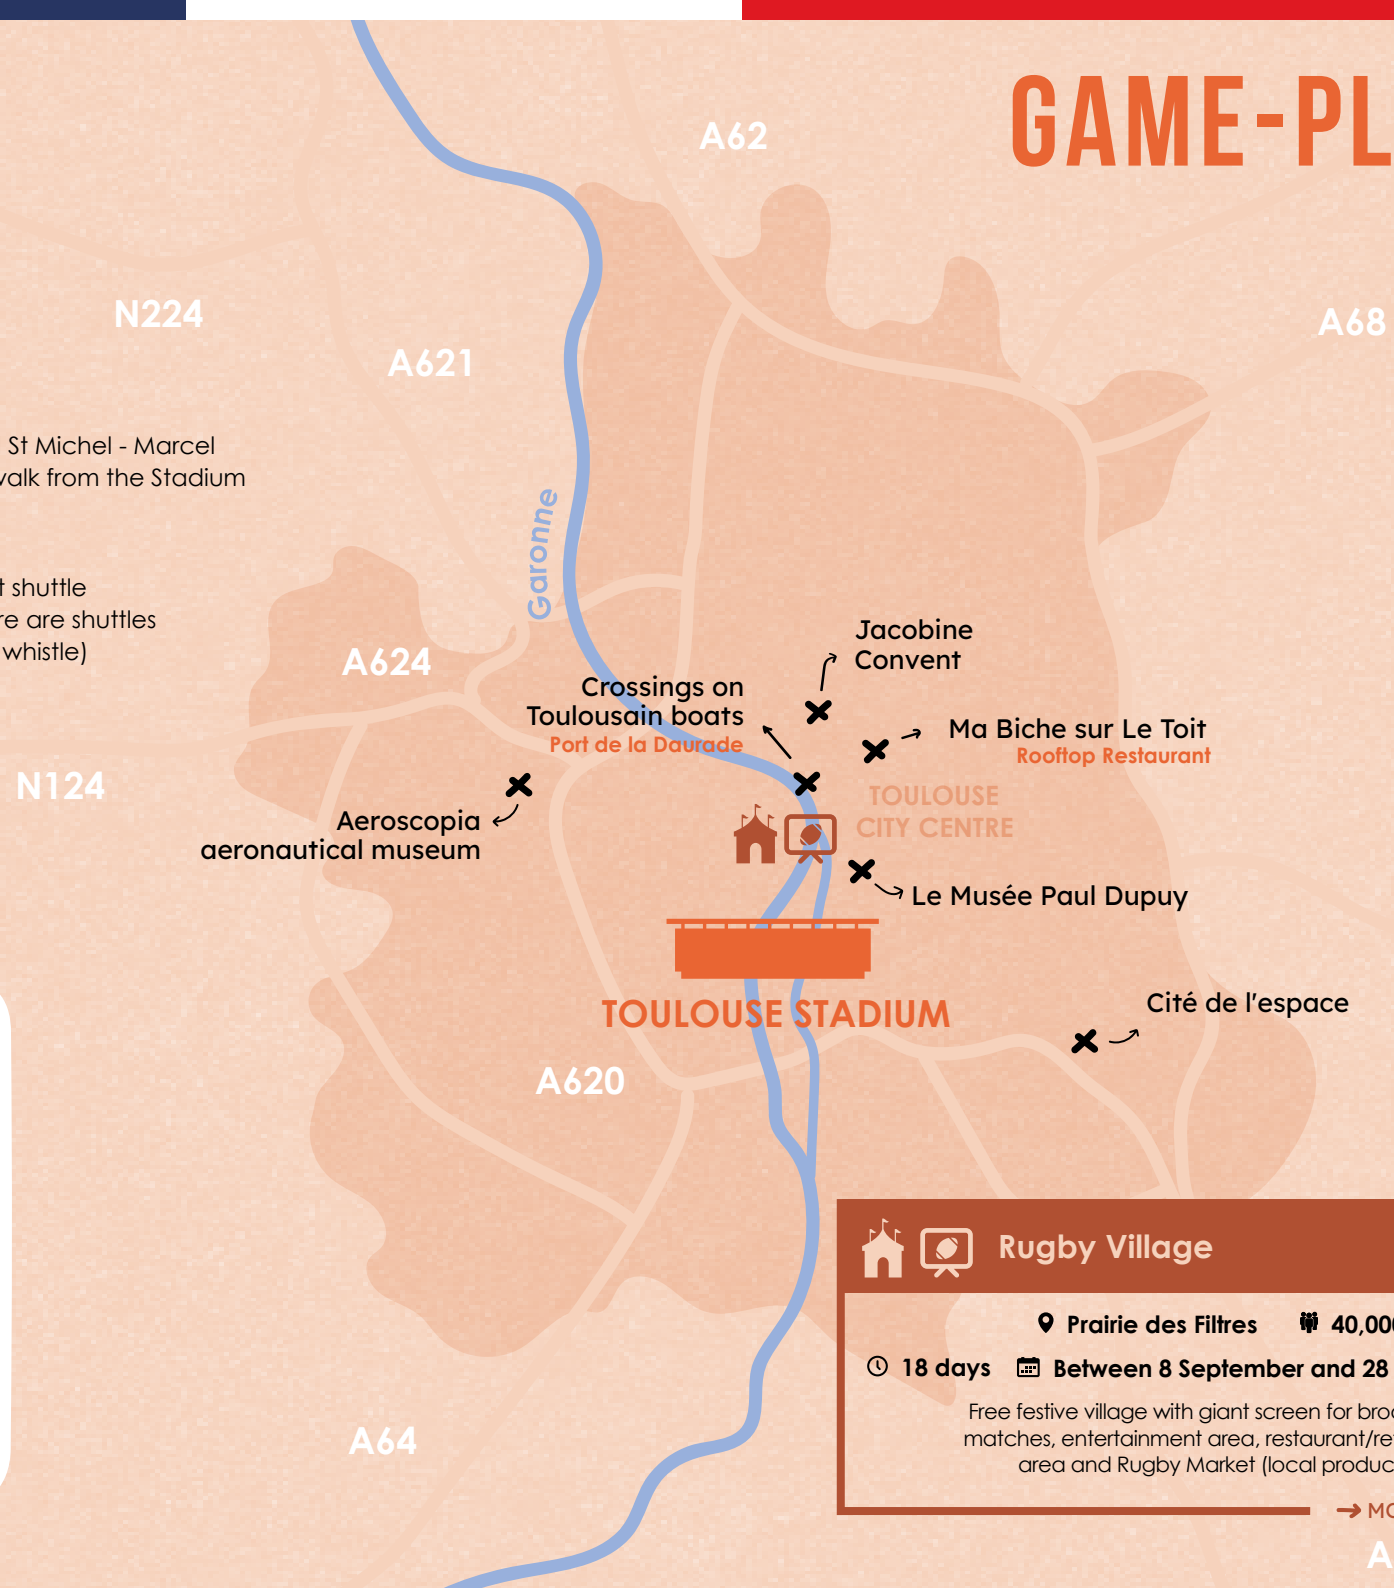 GAME-PL
A62
N224
A621
A68
St Michel - Marcel
walk from the Stadium
Garonne
t shuttle
re are shuttles
whistle)
A624
Jacobine
Convent
Crossings on
Toulousain boats
Port de la Daurade
Ma Biche sur Le Toit
Rooftop Restaurant
N124
TOULOUSE
CITY CENTRE
Aeroscopia
aeronautical museum
Le Musée Paul Dupuy
TOULOUSE STADIUM
Cité de l'espace
A620
Rugby Village
Prairie des Filtres 40,000
18 days Between 8 September and 28
Free festive village with giant screen for broa
matches, entertainment area, restaurant/re
area and Rugby Market (local produc
A64
MO
A